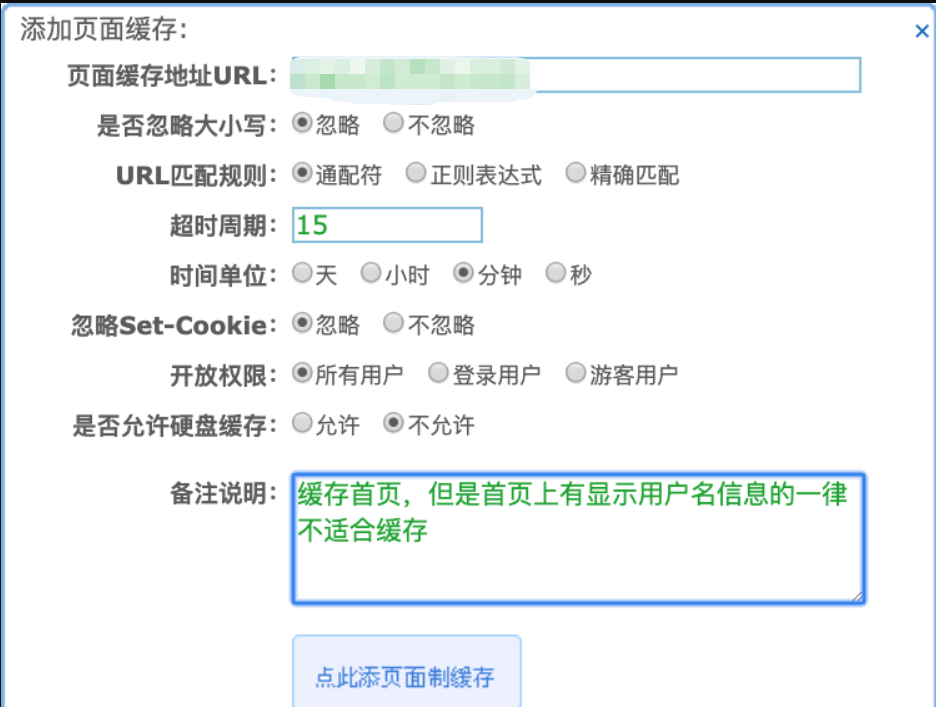 添加页面缓存:
×
页面缓存地址URL:
是否忽略大小写: 忽略 不忽略
URL匹配规则: 通配符 正则表达式 精确匹配
超时周期: 15
时间单位: 天 小时 分钟 秒
忽略Set-Cookie: 忽略 不忽略
开放权限: 所有用户 登录用户 游客用户
是否允许硬盘缓存: 允许 不允许
备注说明: 缓存首页，但是首页上有显示用户名信息的一律
不适合缓存
点此添页面制缓存